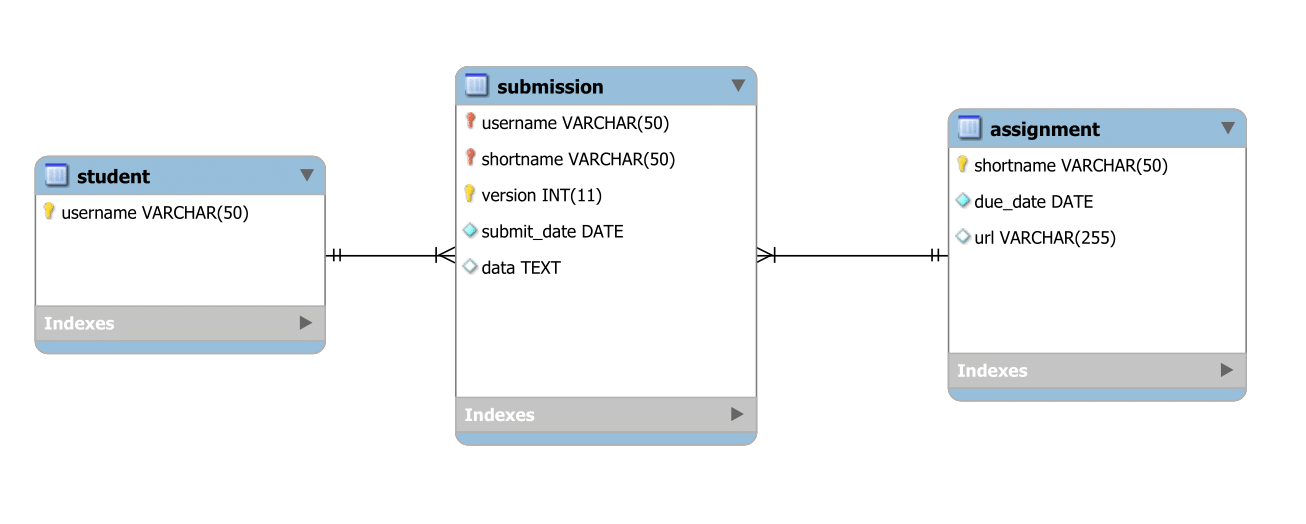 student
username VARCHAR(50)
Indexes
submission
username VARCHAR(50)
shortname VARCHAR(50)
version INT(11)
submit_date DATE
data TEXT
Indexes
assignment
shortname VARCHAR(50)
due_date DATE
url VARCHAR(255)
Indexes